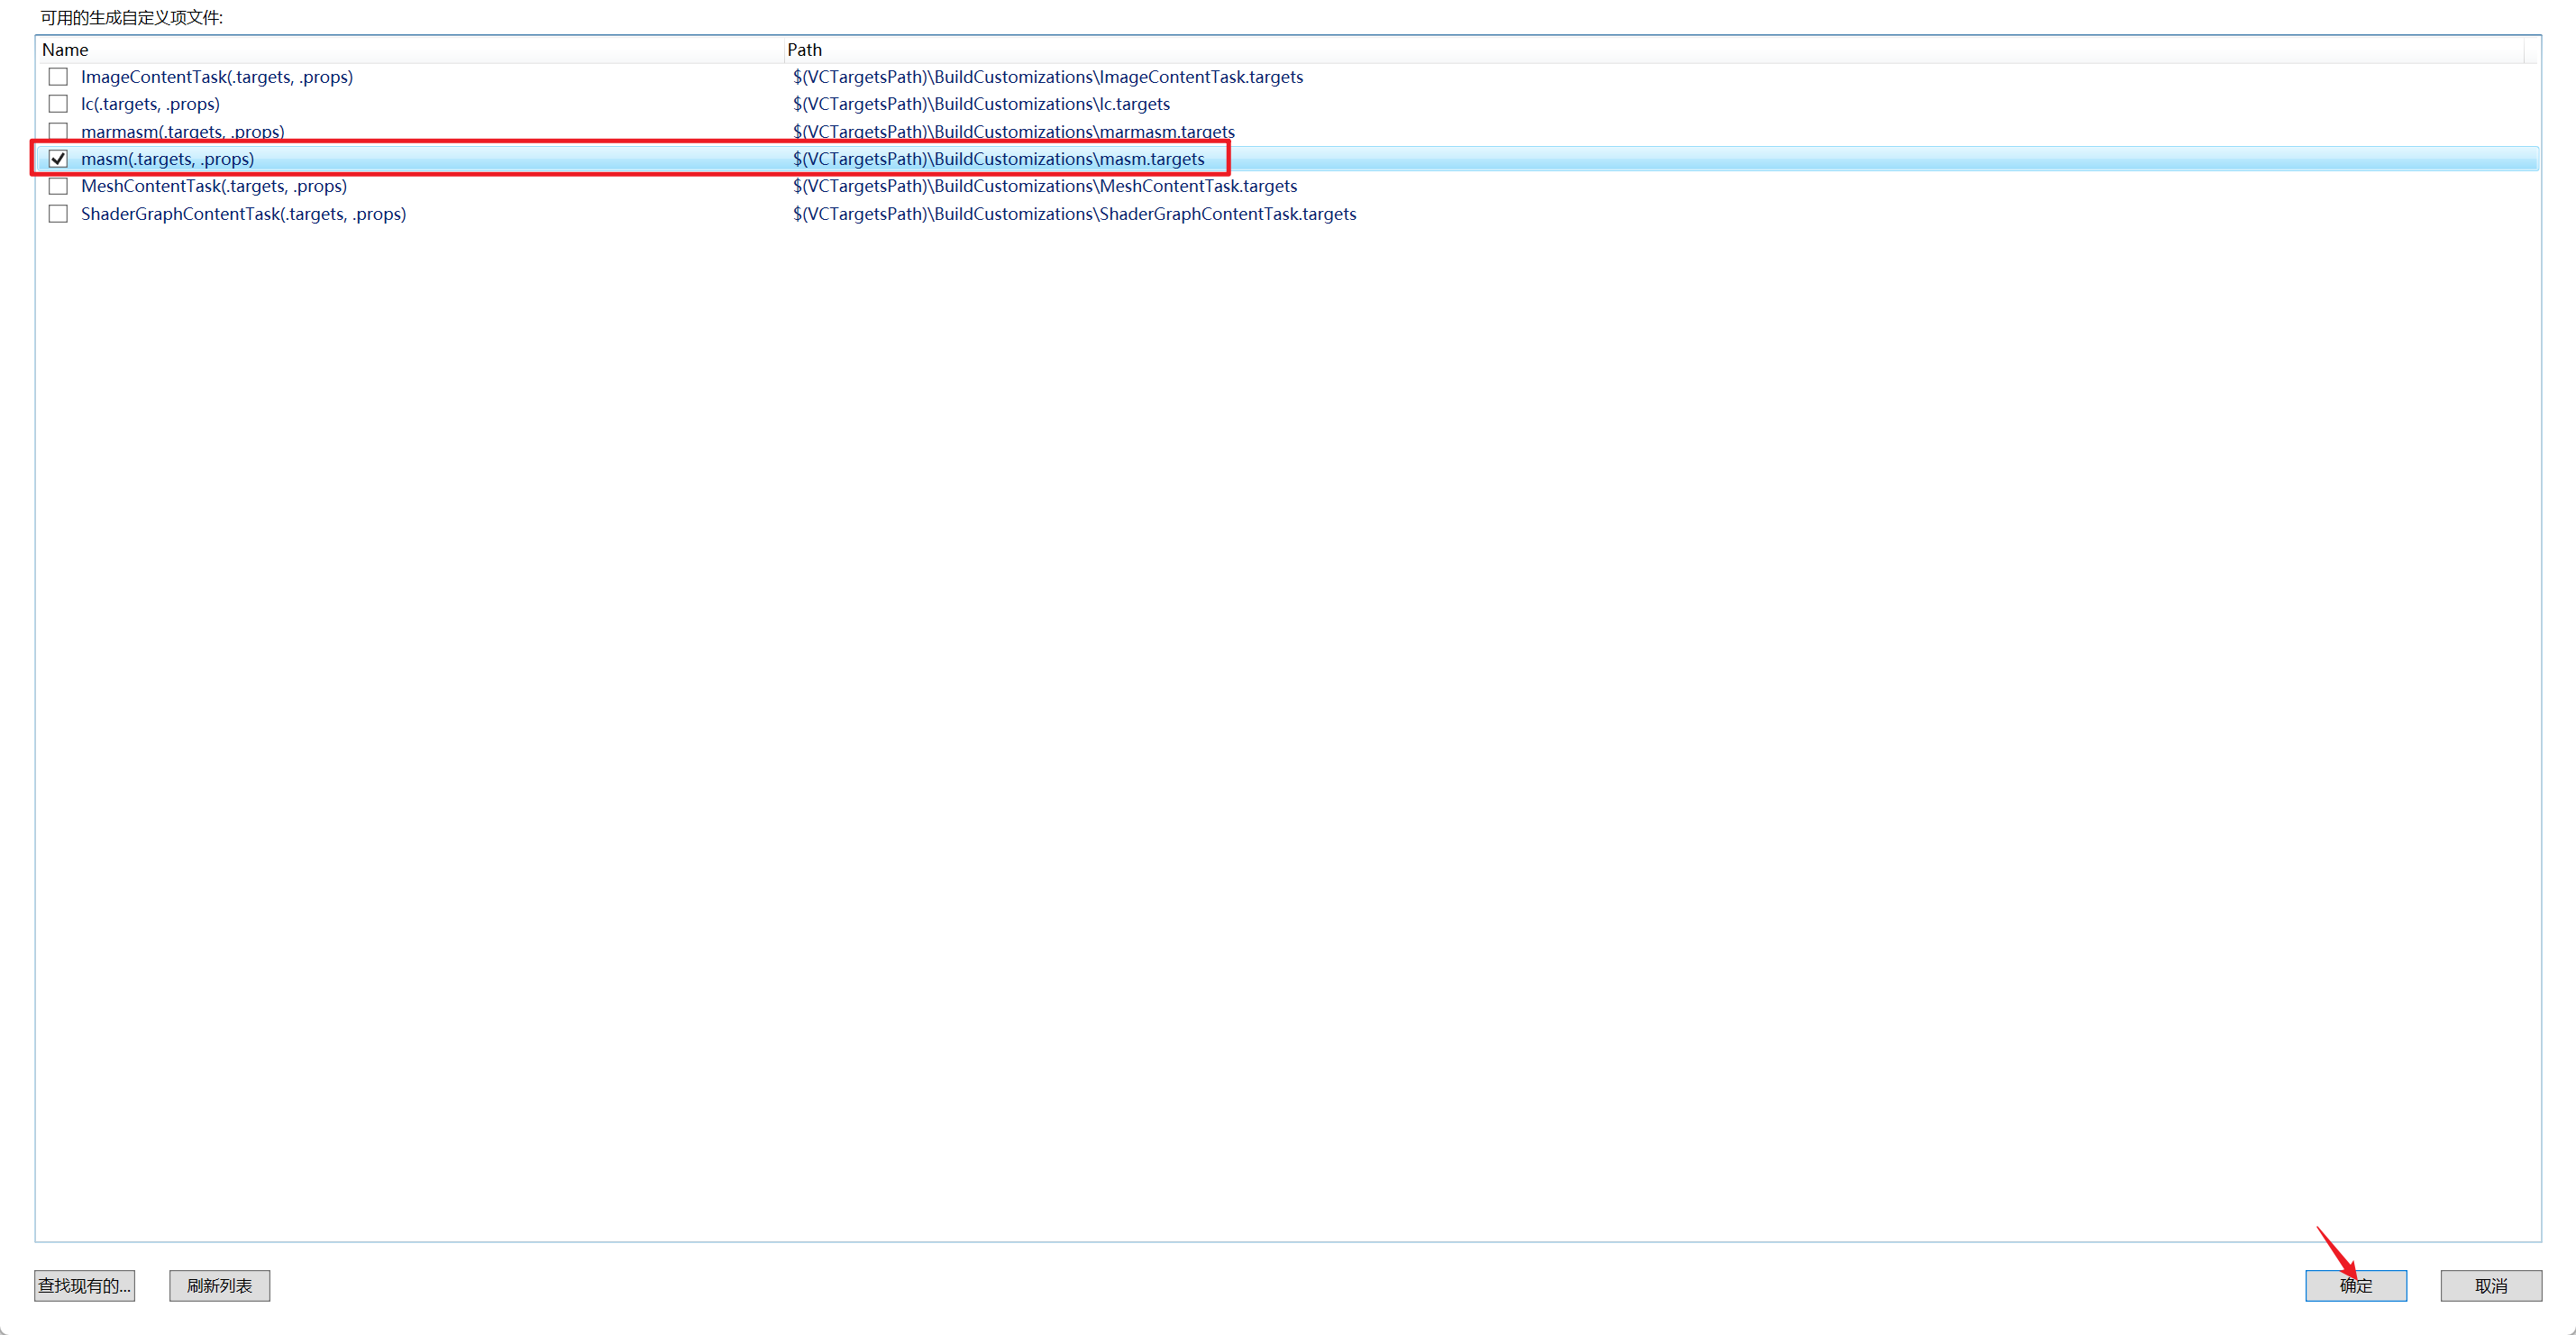 可用的生成自定义项文件:
Name Path
ImageContentTask(.targets, .props) $(VCTargetsPath)\BuildCustomizations\ImageContentTask.targets
lc(.targets, .props) $(VCTargetsPath)\BuildCustomizations\lc.targets
marmasm(.targets, .props) $(VCTargetsPath)\BuildCustomizations\marmasm.targets
masm(.targets, .props) $(VCTargetsPath)\BuildCustomizations\masm.targets
MeshContentTask(.targets, .props) $(VCTargetsPath)\BuildCustomizations\MeshContentTask.targets
ShaderGraphContentTask(.targets, .props) $(VCTargetsPath)\BuildCustomizations\ShaderGraphContentTask.targets
查找现有的... 刷新列表 确定 取消